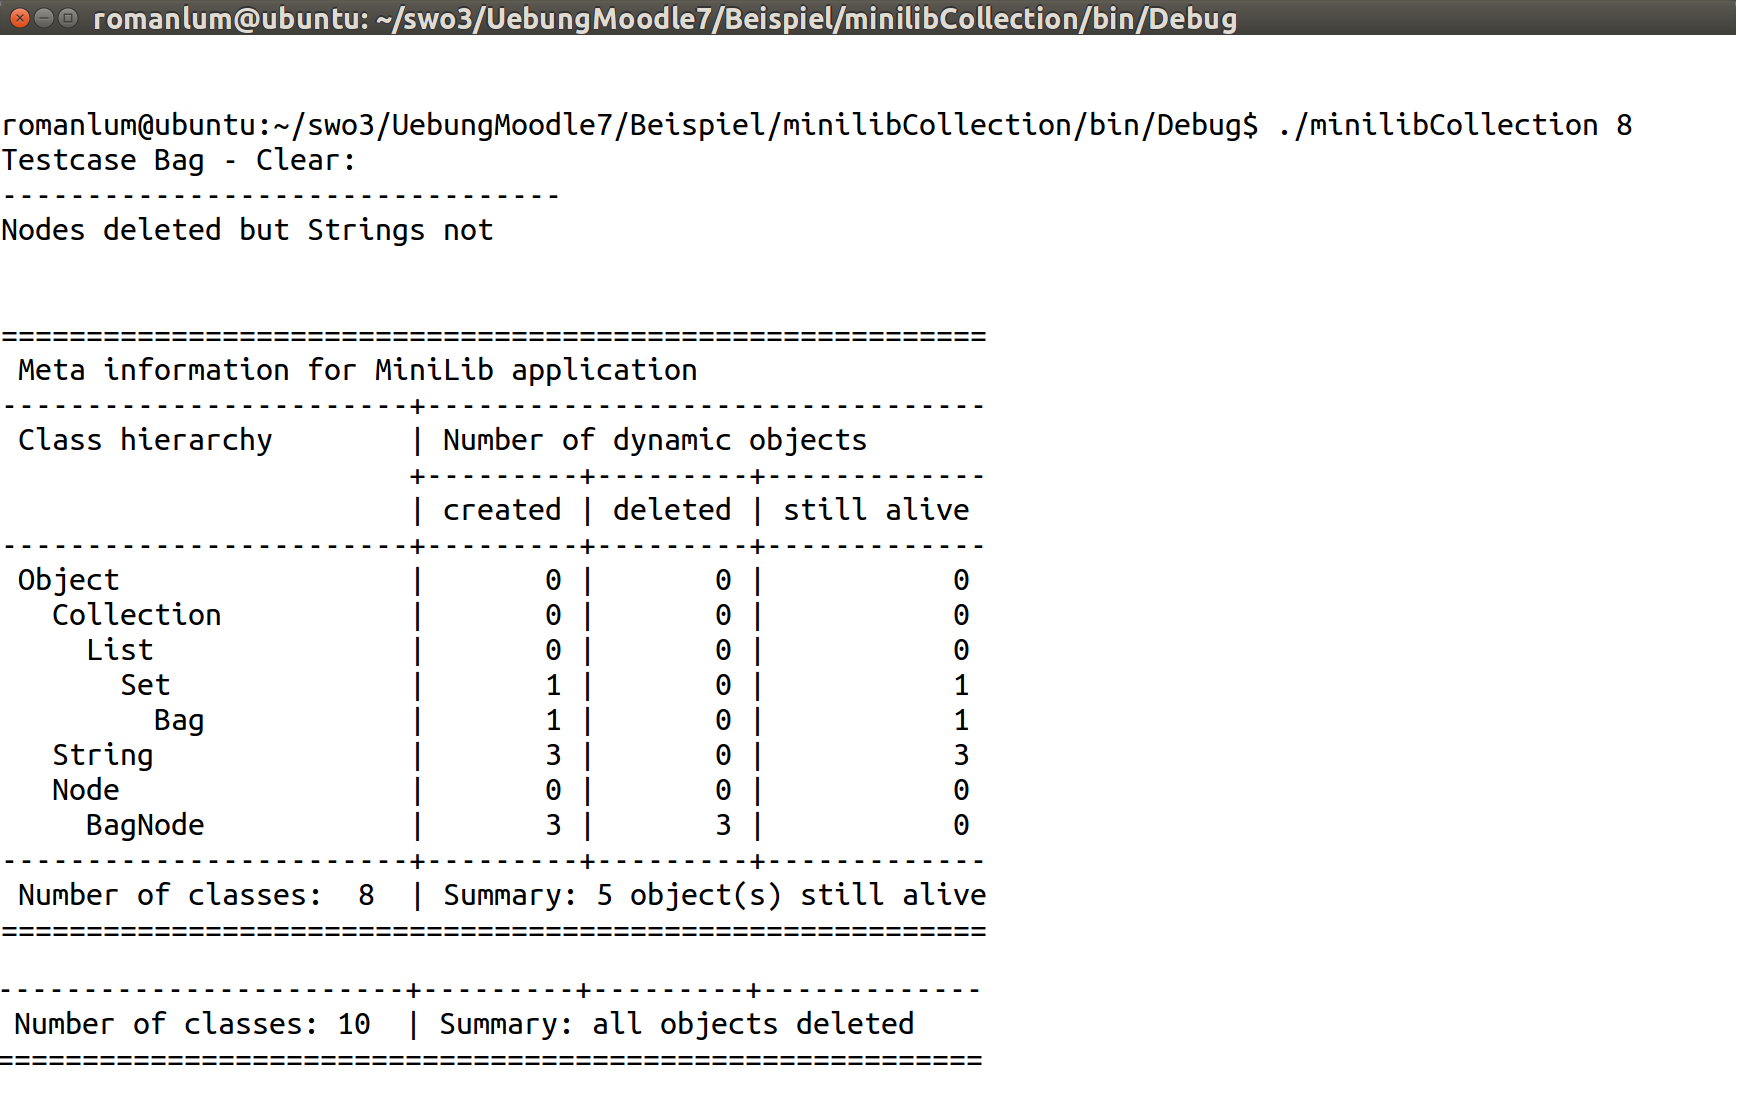 romanlum@ubuntu: ~/swo3/UebungMoodle7/Beispiel/minilibCollection/bin/Debug
romanlum@ubuntu:~/swo3/UebungMoodle7/Beispiel/minilibCollection/bin/Debug$ ./minilibCollection 8
Testcase Bag - Clear:
---------------------------------
Nodes deleted but Strings not
==========================================================
 Meta information for MiniLib application
------------------------+---------------------------------
 Class hierarchy        | Number of dynamic objects
                        +---------+---------+-------------
                        | created | deleted | still alive
------------------------+---------+---------+-------------
 Object                 |       0 |       0 |           0
   Collection           |       0 |       0 |           0
     List               |       0 |       0 |           0
       Set              |       1 |       0 |           1
         Bag            |       1 |       0 |           1
   String               |       3 |       0 |           3
   Node                 |       0 |       0 |           0
     BagNode            |       3 |       3 |           0
------------------------+---------+---------+-------------
 Number of classes:  8  | Summary: 5 object(s) still alive
==========================================================
------------------------+---------+---------+-------------
 Number of classes: 10  | Summary: all objects deleted
==========================================================